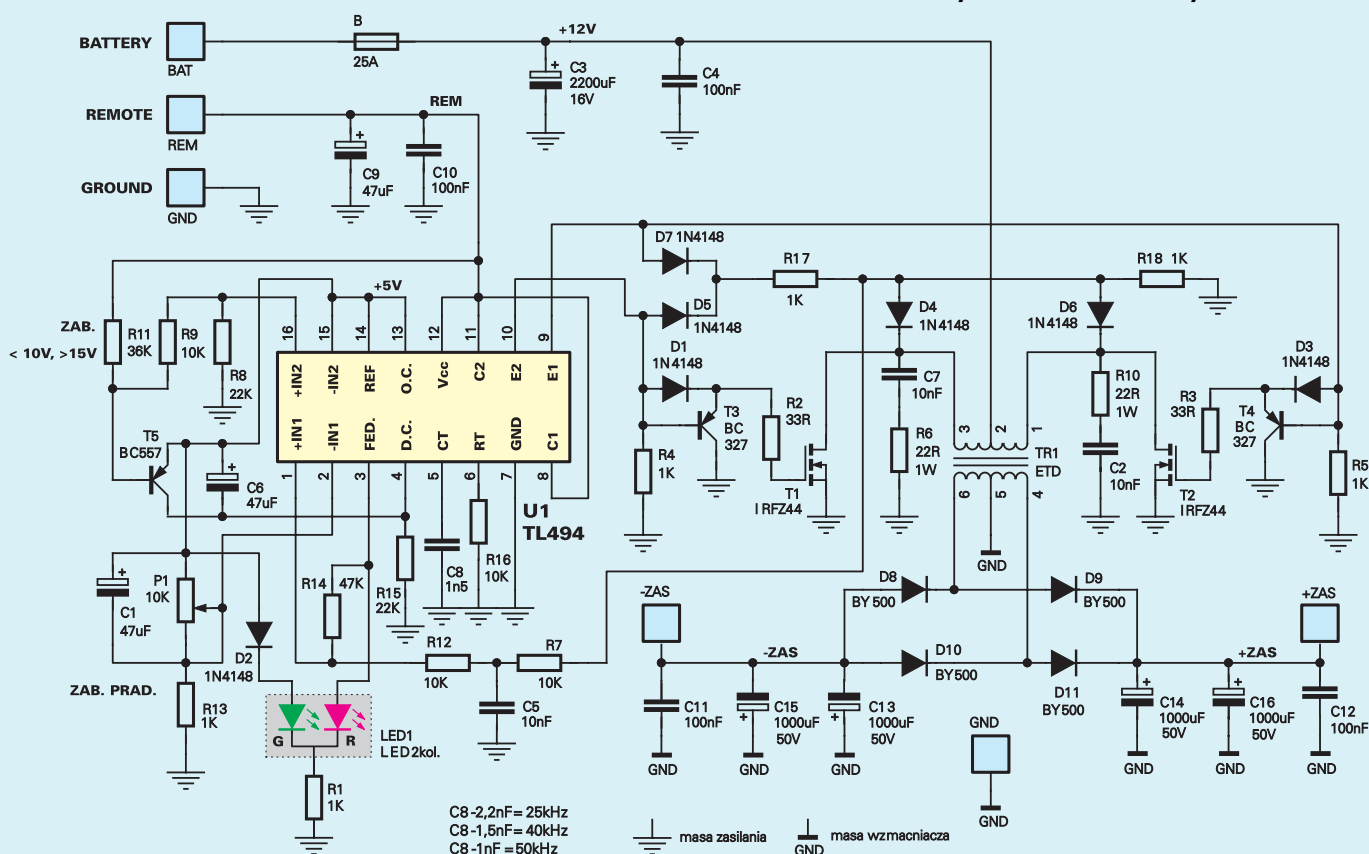 BATTERY
BAT
B
25A
+12V
C3
2200uF
16V
C4
100nF
REMOTE
REM
REM
C9
47uF
C10
100nF
GROUND
GND
D7 1N4148
R17
1K
R18 1K
D5
1N4148
D4
1N4148
D6
1N4148
+5V
ZAB.
< 10V, >15V
R11
36K
R9
10K
R8
22K
16 15 14 13 12 11 10 9
+IN2 -IN2 REF O.C. Vcc C2 E2 E1
+IN1 -IN1 FED. D.C. CT RT GND C1
1 2 3 4 5 6 7 8
U1
TL494
D1
1N4148
T3
BC
327
R2
33R
R4
1K
T1
IRFZ44
C7
10nF
R6
22R
1W
3 2 1
TR1
ETD
6 5 4
GND
R10
22R
1W
C2
10nF
R3
33R
T4
BC
327
D3
1N4148
T2
IRFZ44
R5
1K
T5
BC557
C6
47uF
C1
47uF
P1
10K
D2
1N4148
ZAB. PRAD.
R13
1K
R14 47K
R15
22K
C8
1n5
R16
10K
R12
10K
R7
10K
C5
10nF
G R
LED1
LED2kol.
R1
1K
-ZAS
-ZAS
D8
BY500
D9
BY500
D10
BY500
D11
BY500
+ZAS
+ZAS
C11
100nF
GND
C15
1000uF
50V
GND
C13
1000uF
50V
GND
GND
GND
C14
1000uF
50V
GND
C16
1000uF
50V
GND
C12
100nF
GND
C8-2,2nF=25kHz
C8-1,5nF=40kHz
C8-1nF=50kHz
masa zasilania
GND
masa wzmacniacza